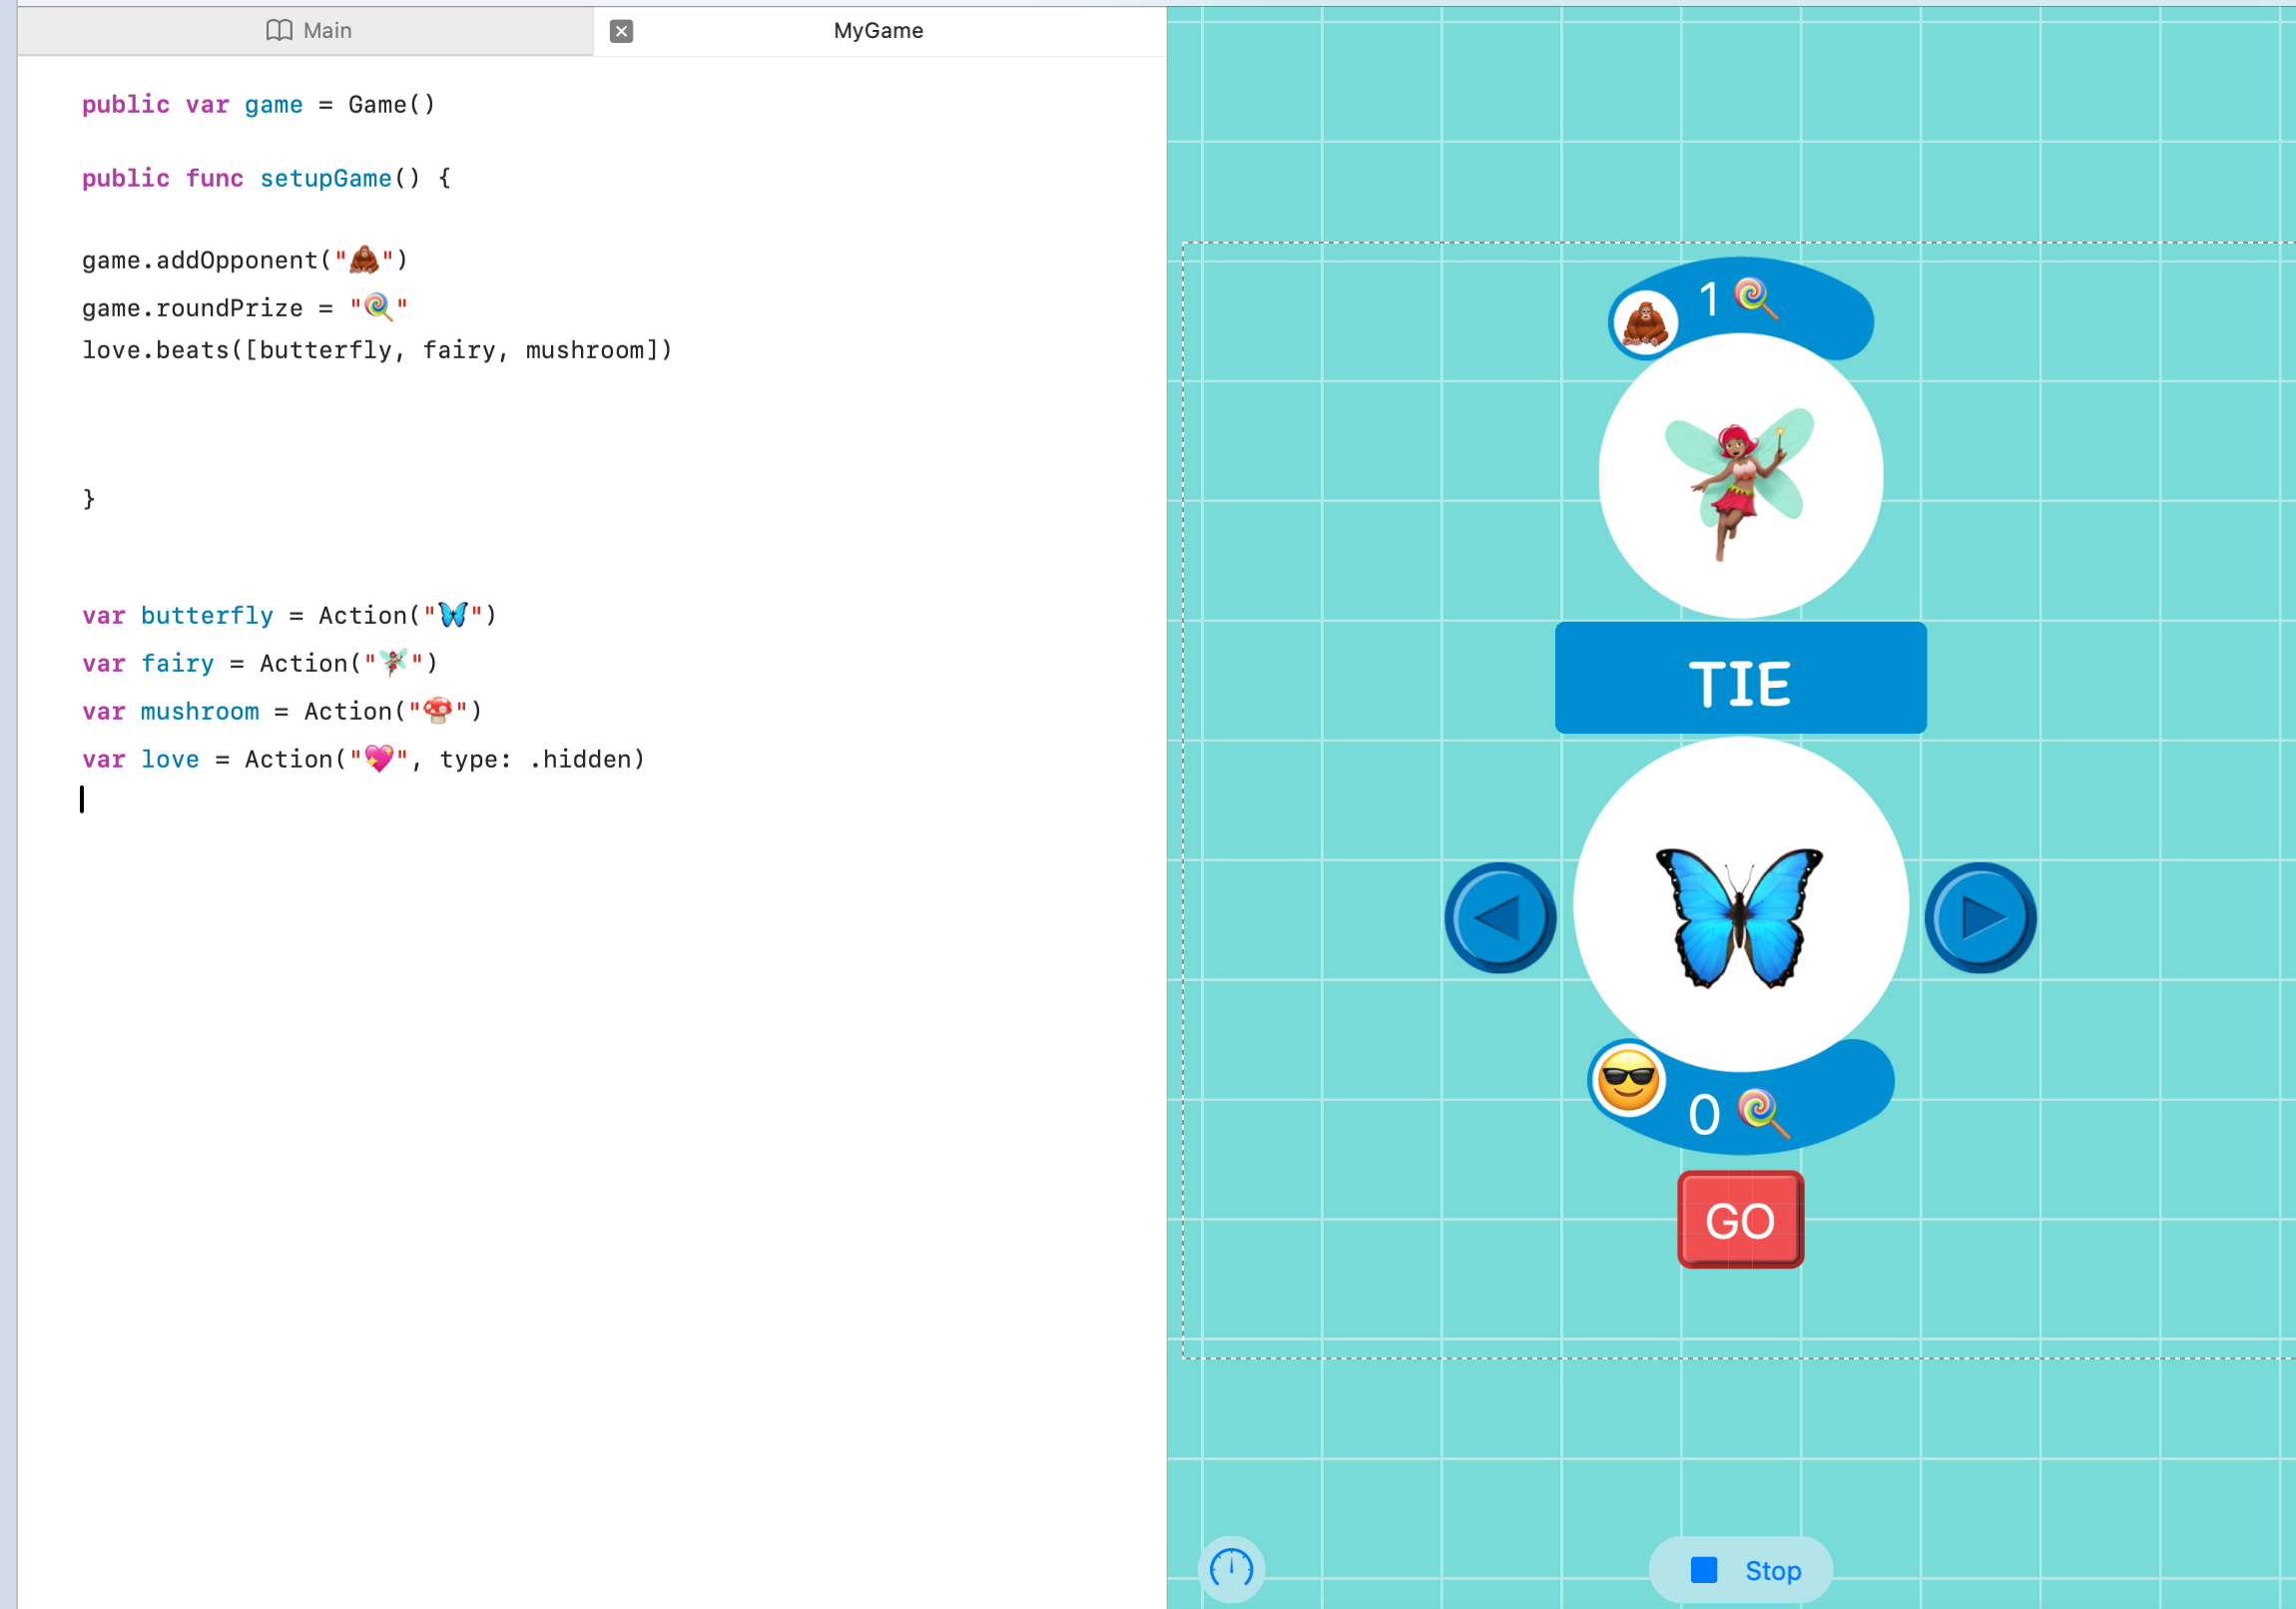 Main
MyGame
public var game = Game()
public func setupGame() {
game.addOpponent("🦧")
game.roundPrize = "🍭"
love.beats([butterfly, fairy, mushroom])
}
var butterfly = Action("🦋")
var fairy = Action("🧚🏽‍♀️")
var mushroom = Action("🍄")
var love = Action("💖", type: .hidden)
1
TIE
0
GO
Stop